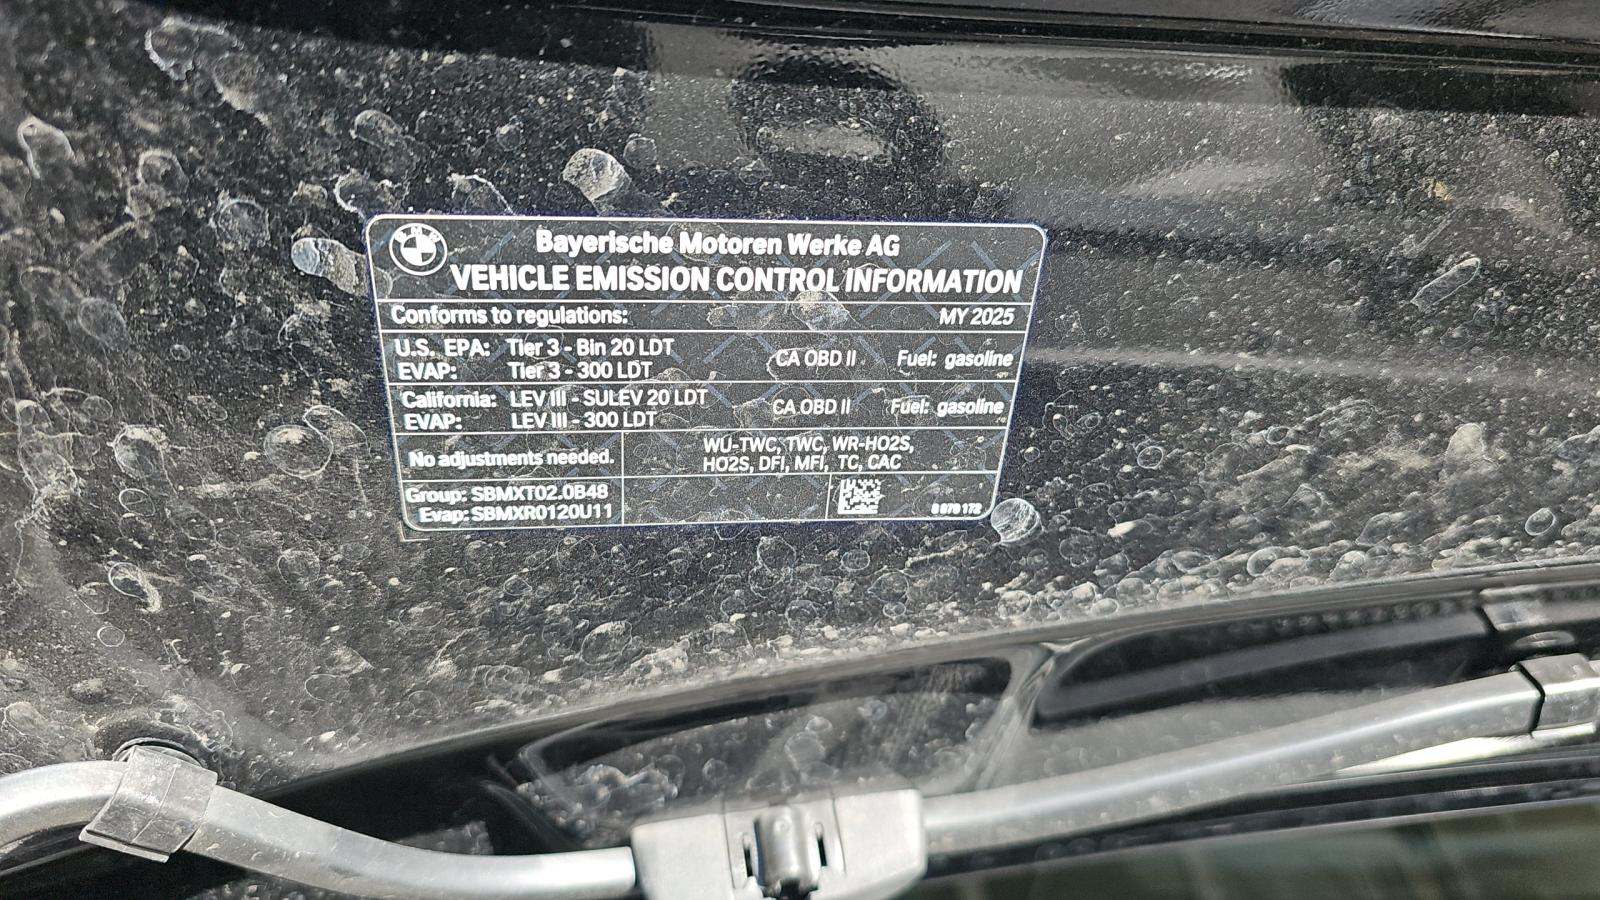 BMW
Bayerische Motoren Werke AG
VEHICLE EMISSION CONTROL INFORMATION
Conforms to regulations: MY 2025
U.S. EPA: Tier 3 - Bin 20 LDT CA OBD II Fuel: gasoline
EVAP: Tier 3 - 300 LDT
California: LEV III - SULEV 20 LDT CA OBD II Fuel: gasoline
EVAP: LEV III - 300 LDT
No adjustments needed.
WU-TWC, TWC, WR-HO2S,
HO2S, DFI, MFI, TC, CAC
Group: SBMXT02.0B48
Evap: SBMXR0120U11